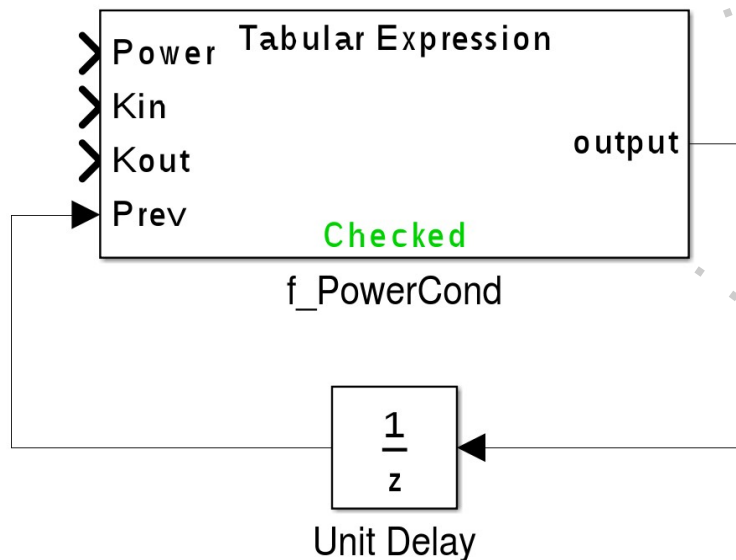 Tabular Expression
Power
Kin
Kout
Prev
output
Checked
f_PowerCond
1
z
Unit Delay